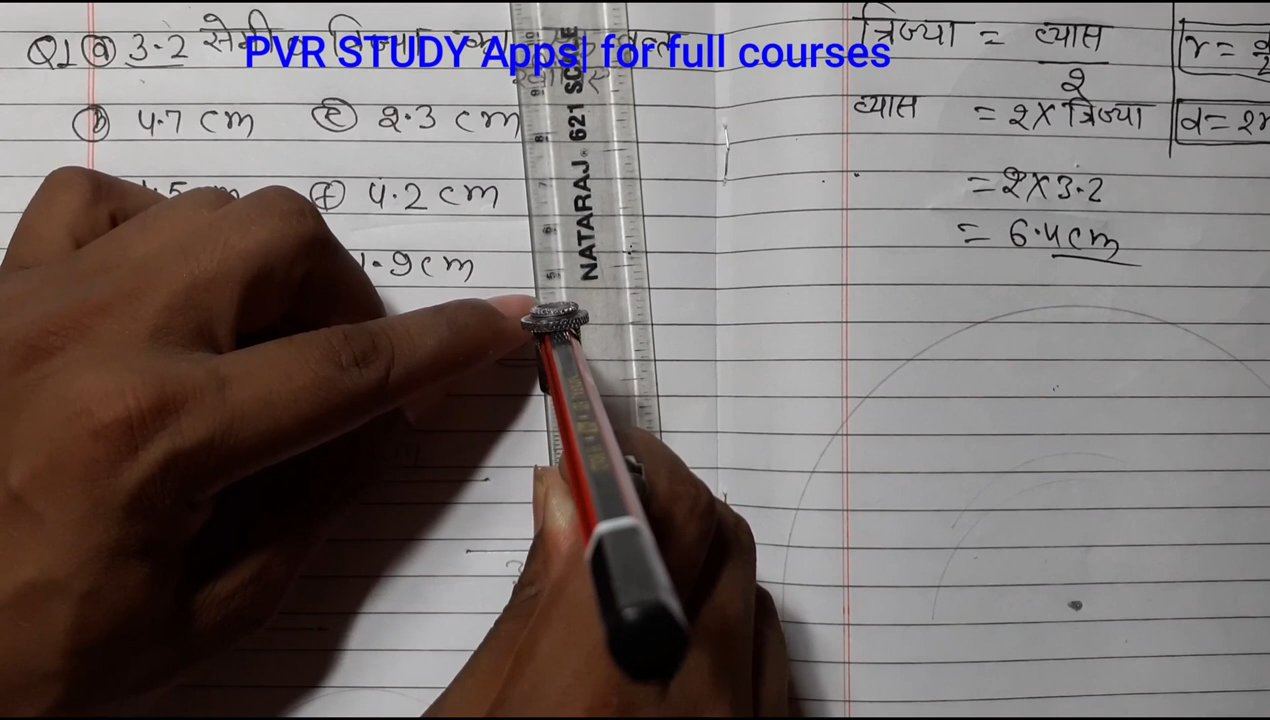 Q1 (a) 3.2 सेमी
PVR STUDY Apps| for full courses
(b) 4.7 cm (e) 2.3 cm
(f) 4.2 cm
.9 cm
NATARAJ 621 SCALE
त्रिज्या = व्यास / 2
व्यास = 2 × त्रिज्या
= 2 × 3.2
= 6.4 cm
r =
d = 2r